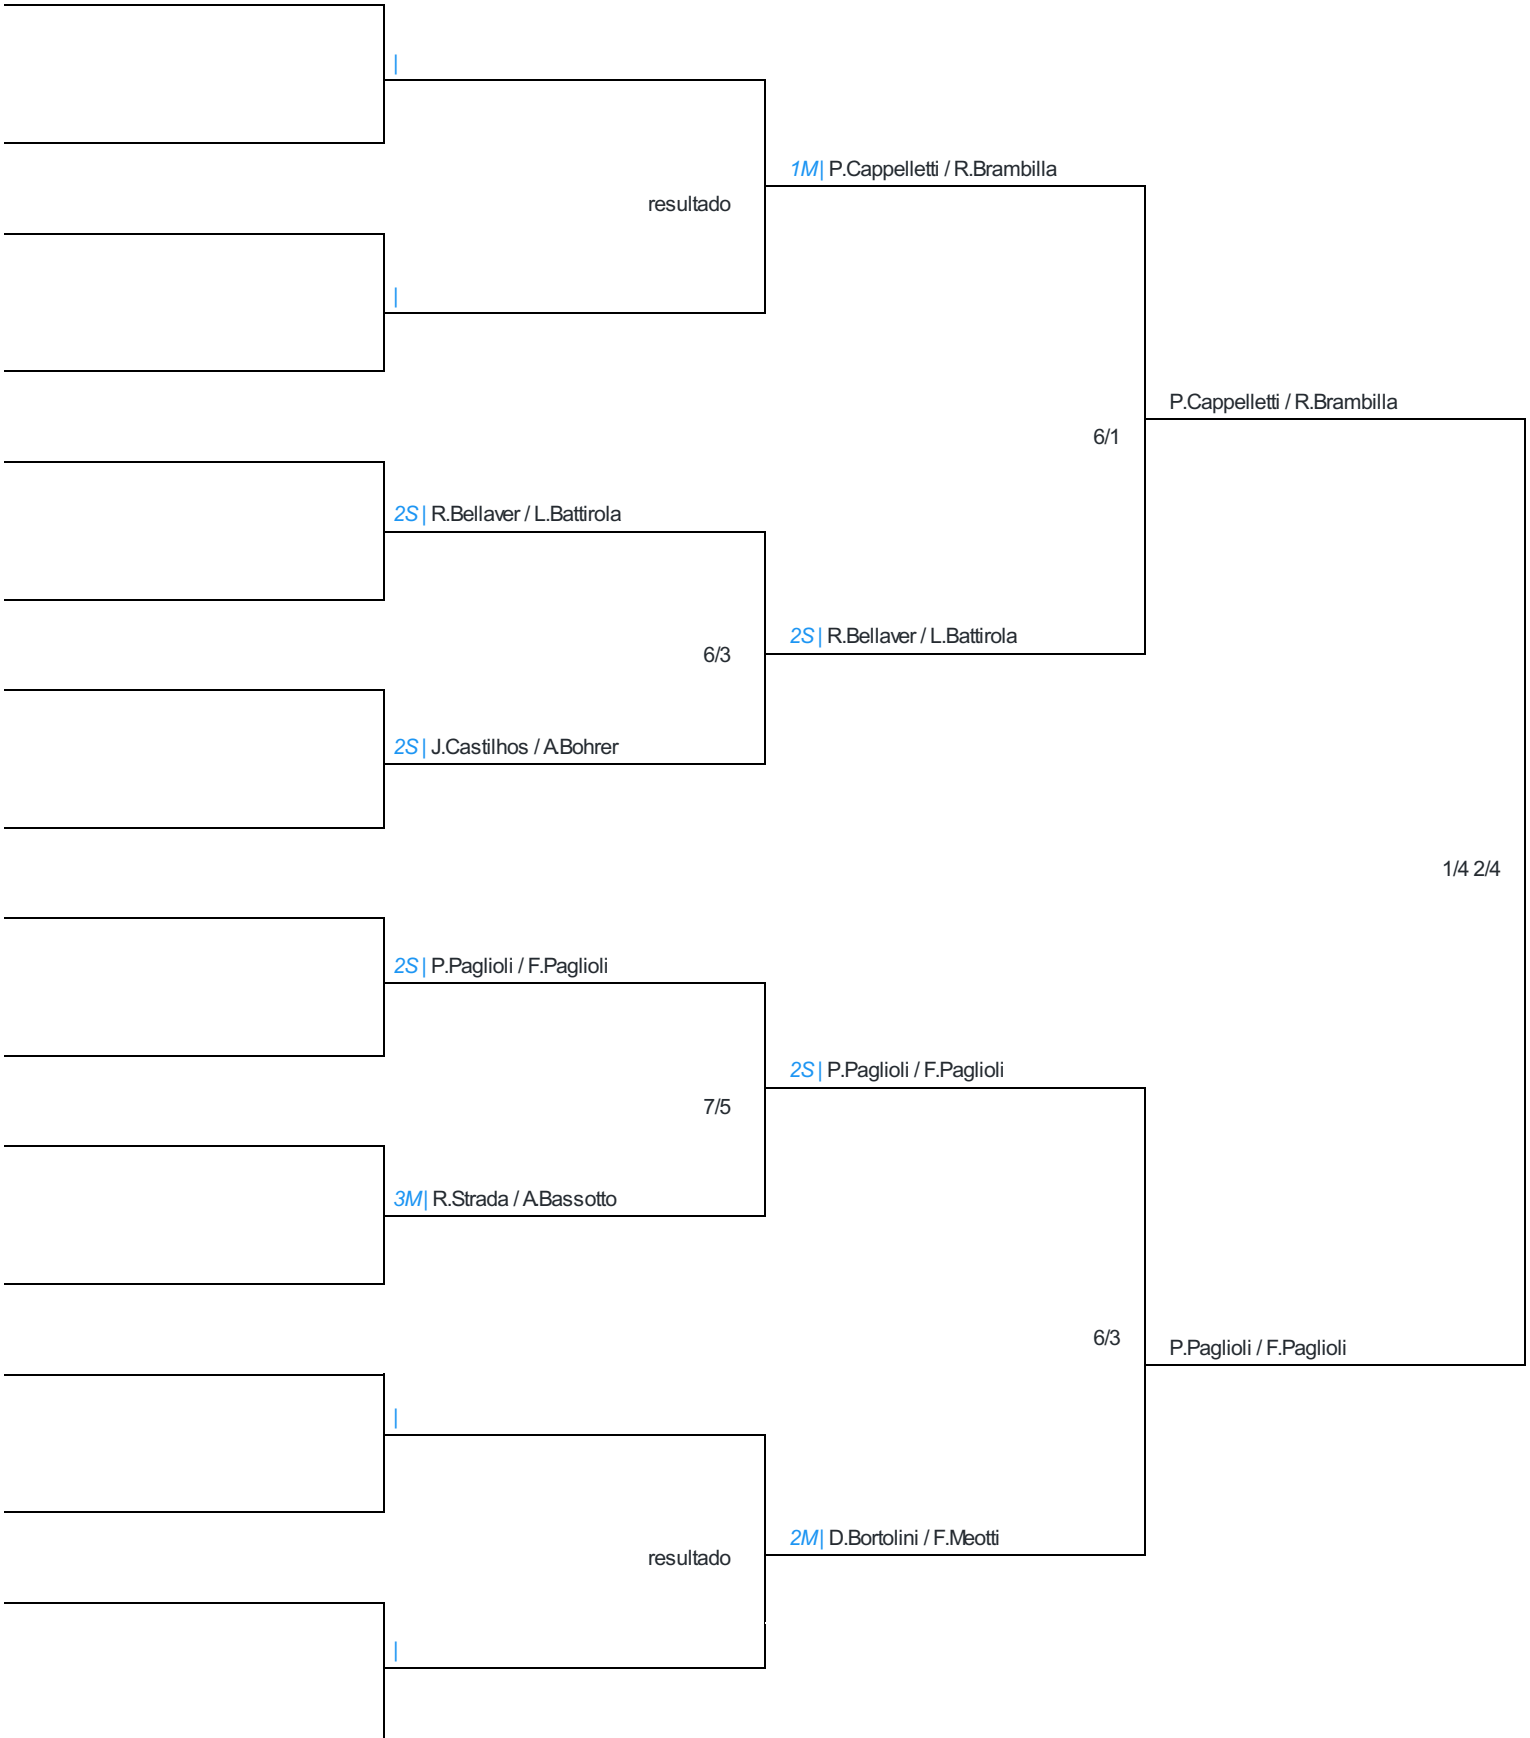 |
1M| P.Cappelletti / R.Brambilla
resultado
|
P.Cappelletti / R.Brambilla
6/1
2S| R.Bellaver / L.Battirola
2S| R.Bellaver / L.Battirola
6/3
2S| J.Castilhos / A.Bohrer
1/4 2/4
2S| P.Paglioli / F.Paglioli
2S| P.Paglioli / F.Paglioli
7/5
3M| R.Strada / A.Bassotto
6/3
P.Paglioli / F.Paglioli
|
2M| D.Bortolini / F.Meotti
resultado
|